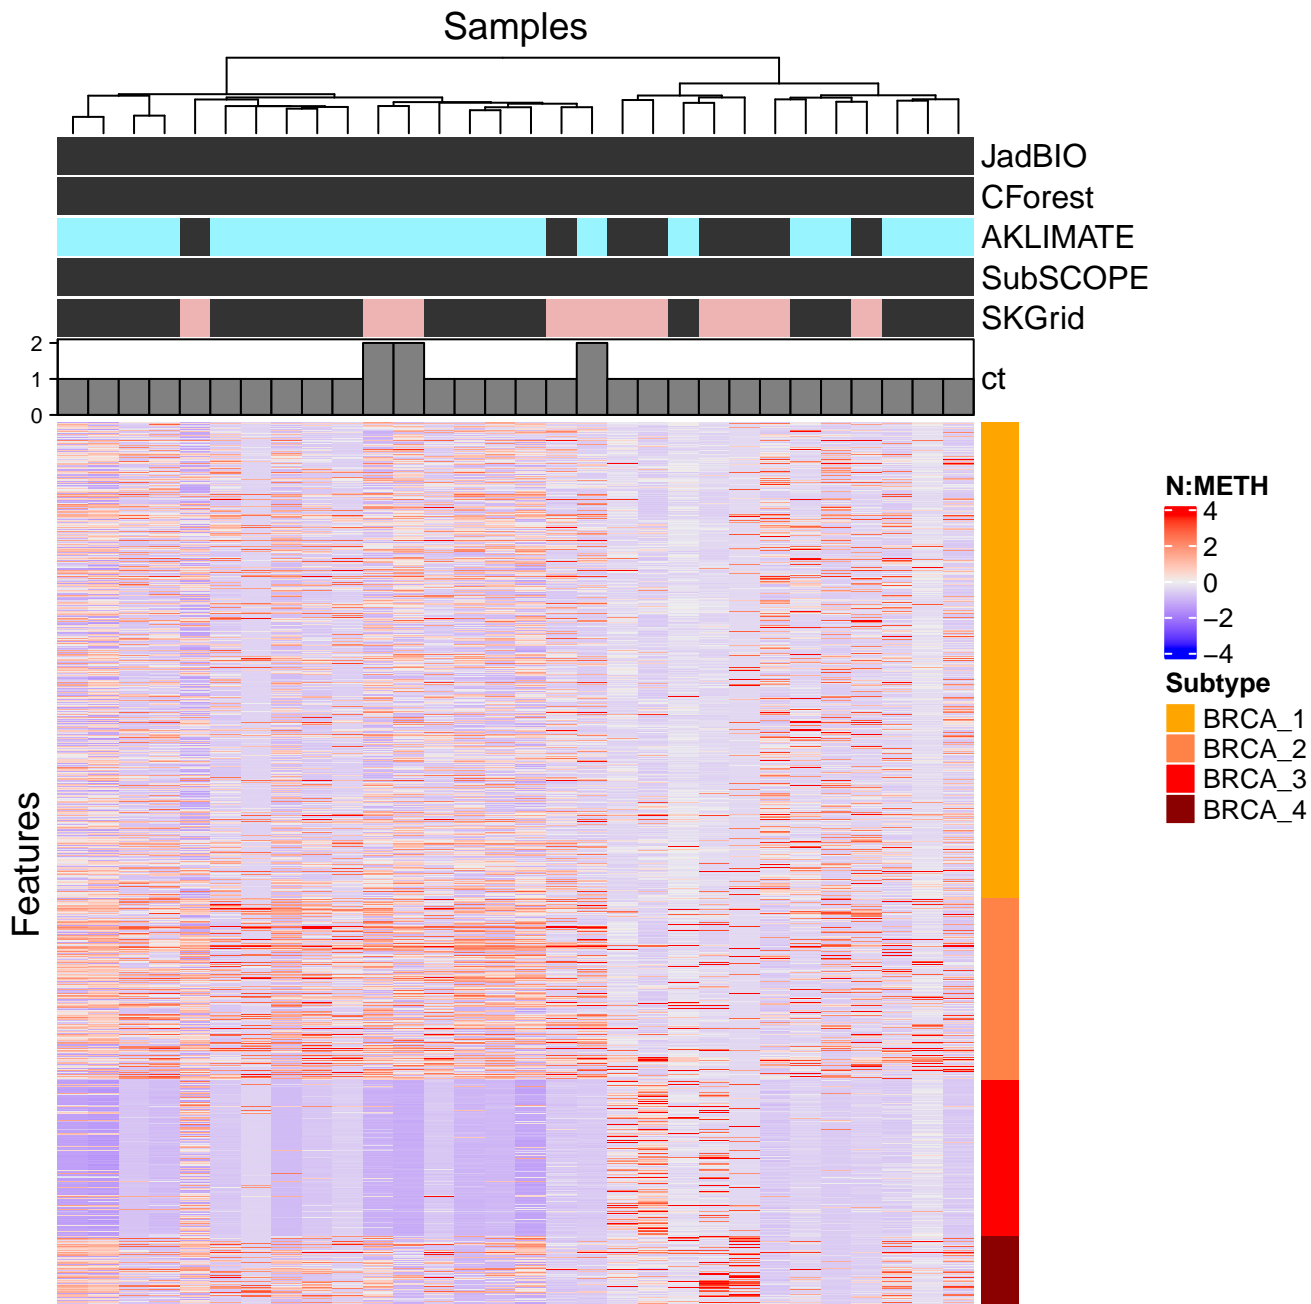 Samples
JadBIO
CForest
AKLIMATE
SubSCOPE
SKGrid
2
1
0
ct
Features
N:METH
4
2
0
−2
−4
Subtype
BRCA_1
BRCA_2
BRCA_3
BRCA_4